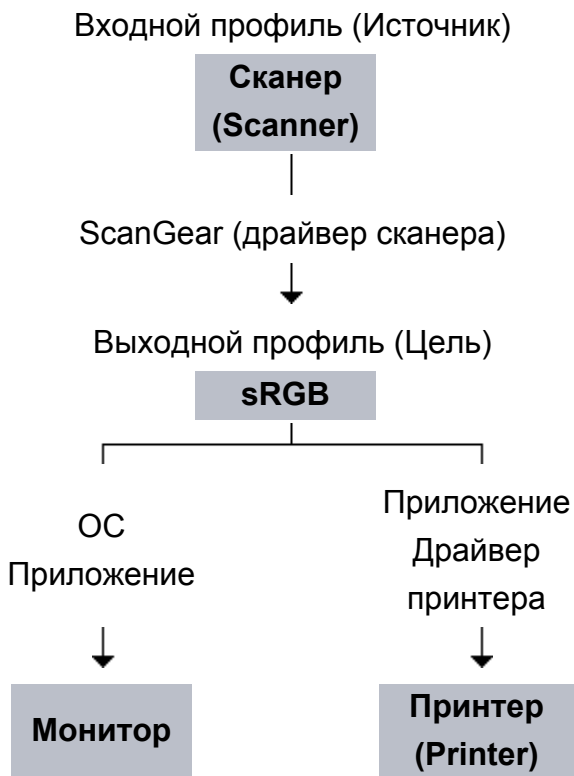 Входной профиль (Источник)
Сканер
(Scanner)
ScanGear (драйвер сканера)
Выходной профиль (Цель)
sRGB
ОС
Приложение
Приложение
Драйвер
принтера
Монитор
Принтер
(Printer)